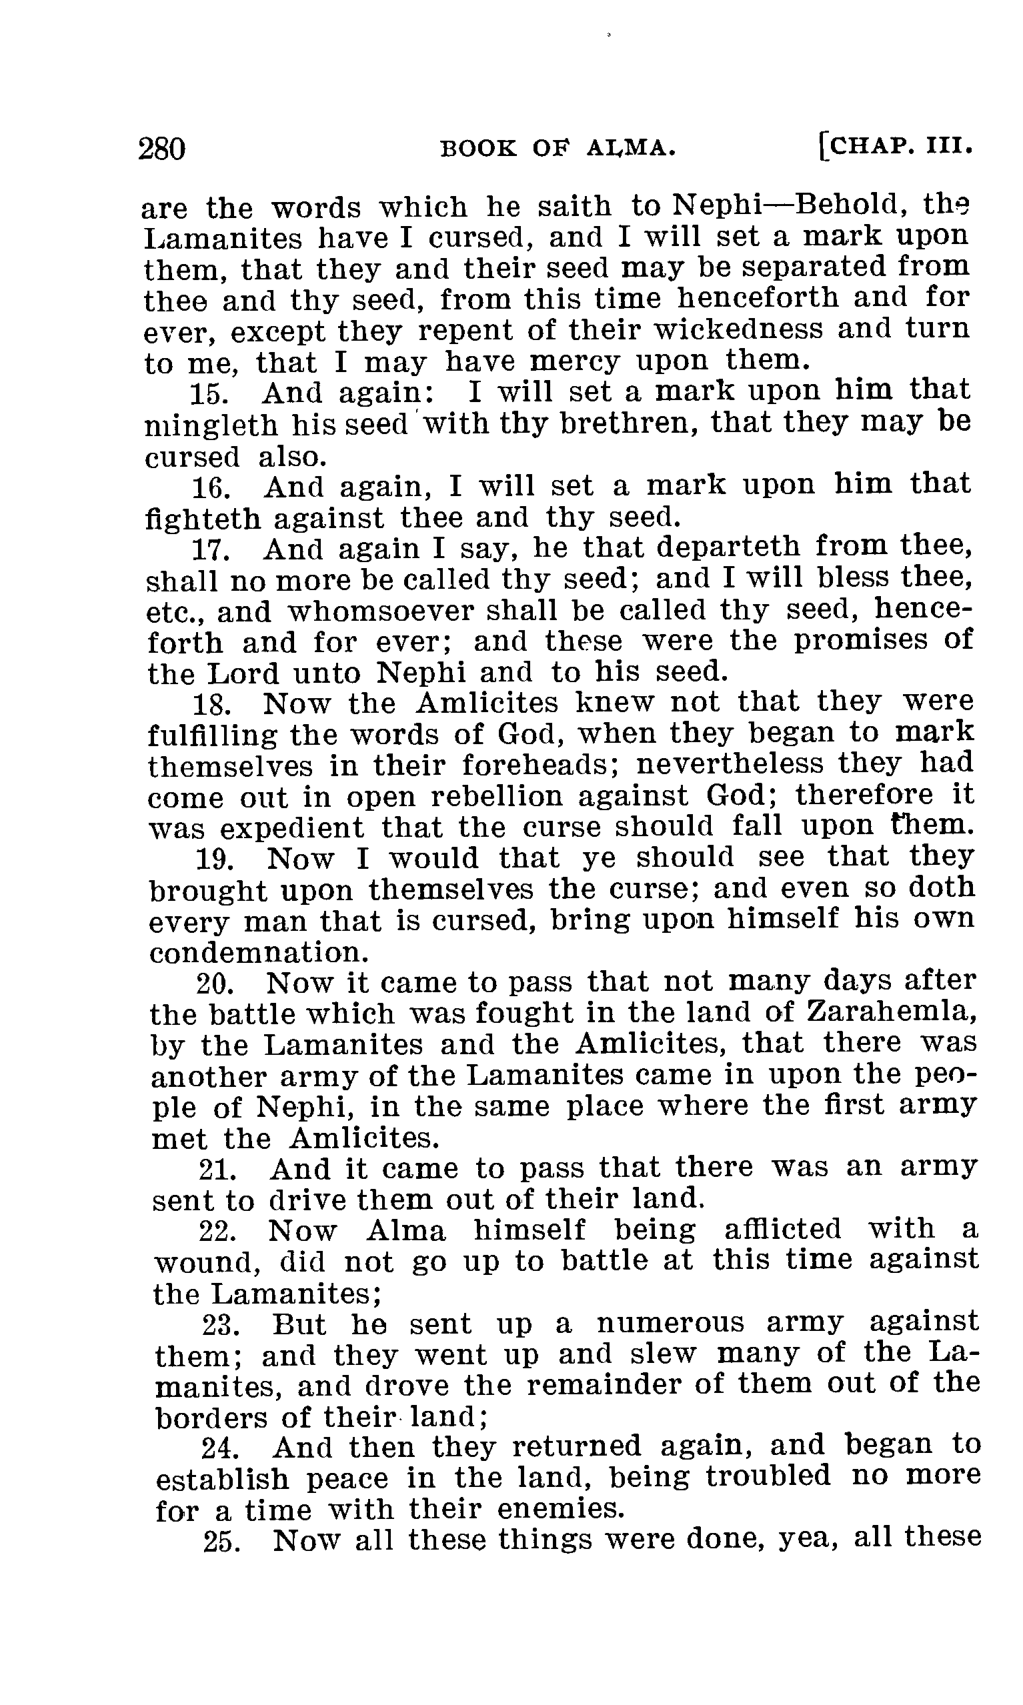 280 BOOK OF ALMA. [CHAP. III.
are the words which he saith to Nephi—Behold, the
Lamanites have I cursed, and I will set a mark upon
them, that they and their seed may be separated from
thee and thy seed, from this time henceforth and for
ever, except they repent of their wickedness and turn
to me, that I may have mercy upon them.
15. And again: I will set a mark upon him that
mingleth his seed with thy brethren, that they may be
cursed also.
16. And again, I will set a mark upon him that
fighteth against thee and thy seed.
17. And again I say, he that departeth from thee,
shall no more be called thy seed; and I will bless thee,
etc., and whomsoever shall be called thy seed, hence-
forth and for ever; and these were the promises of
the Lord unto Nephi and to his seed.
18. Now the Amlicites knew not that they were
fulfilling the words of God, when they began to mark
themselves in their foreheads; nevertheless they had
come out in open rebellion against God; therefore it
was expedient that the curse should fall upon them.
19. Now I would that ye should see that they
brought upon themselves the curse; and even so doth
every man that is cursed, bring upon himself his own
condemnation.
20. Now it came to pass that not many days after
the battle which was fought in the land of Zarahemla,
by the Lamanites and the Amlicites, that there was
another army of the Lamanites came in upon the peo-
ple of Nephi, in the same place where the first army
met the Amlicites.
21. And it came to pass that there was an army
sent to drive them out of their land.
22. Now Alma himself being afflicted with a
wound, did not go up to battle at this time against
the Lamanites;
23. But he sent up a numerous army against
them; and they went up and slew many of the La-
manites, and drove the remainder of them out of the
borders of their land;
24. And then they returned again, and began to
establish peace in the land, being troubled no more
for a time with their enemies.
25. Now all these things were done, yea, all these